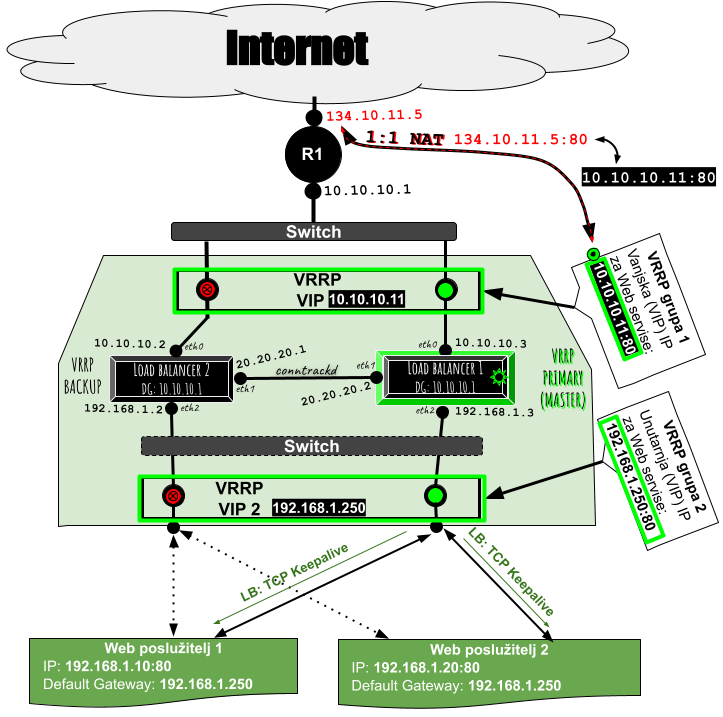 Internet
134.10.11.5
1:1 NAT 134.10.11.5:80
R1
10.10.10.11:80
10.10.10.1
Switch
VRRP
VIP 10.10.10.11
VRRP grupa 1
Vanjska (VIP) IP
za Web servise:
10.10.10.11:80
10.10.10.2
eth0
10.10.10.3
eth0
VRRP
BACKUP
LOAD BALANCER 2
DG: 10.10.10.1
20.20.20.1
eth1
conntrackd
eth1
20.20.20.2
LOAD BALANCER 1
DG: 10.10.10.1
VRRP
PRIMARY
(MASTER)
192.168.1.2
eth2
eth2
192.168.1.3
Switch
VRRP
VIP 2 192.168.1.250
VRRP grupa 2
Unutarnja (VIP) IP
za Web servise:
192.168.1.250:80
LB: TCP Keepalive
LB: TCP Keepalive
Web poslužitelj 1
IP: 192.168.1.10:80
Default Gateway: 192.168.1.250
Web poslužitelj 2
IP: 192.168.1.20:80
Default Gateway: 192.168.1.250